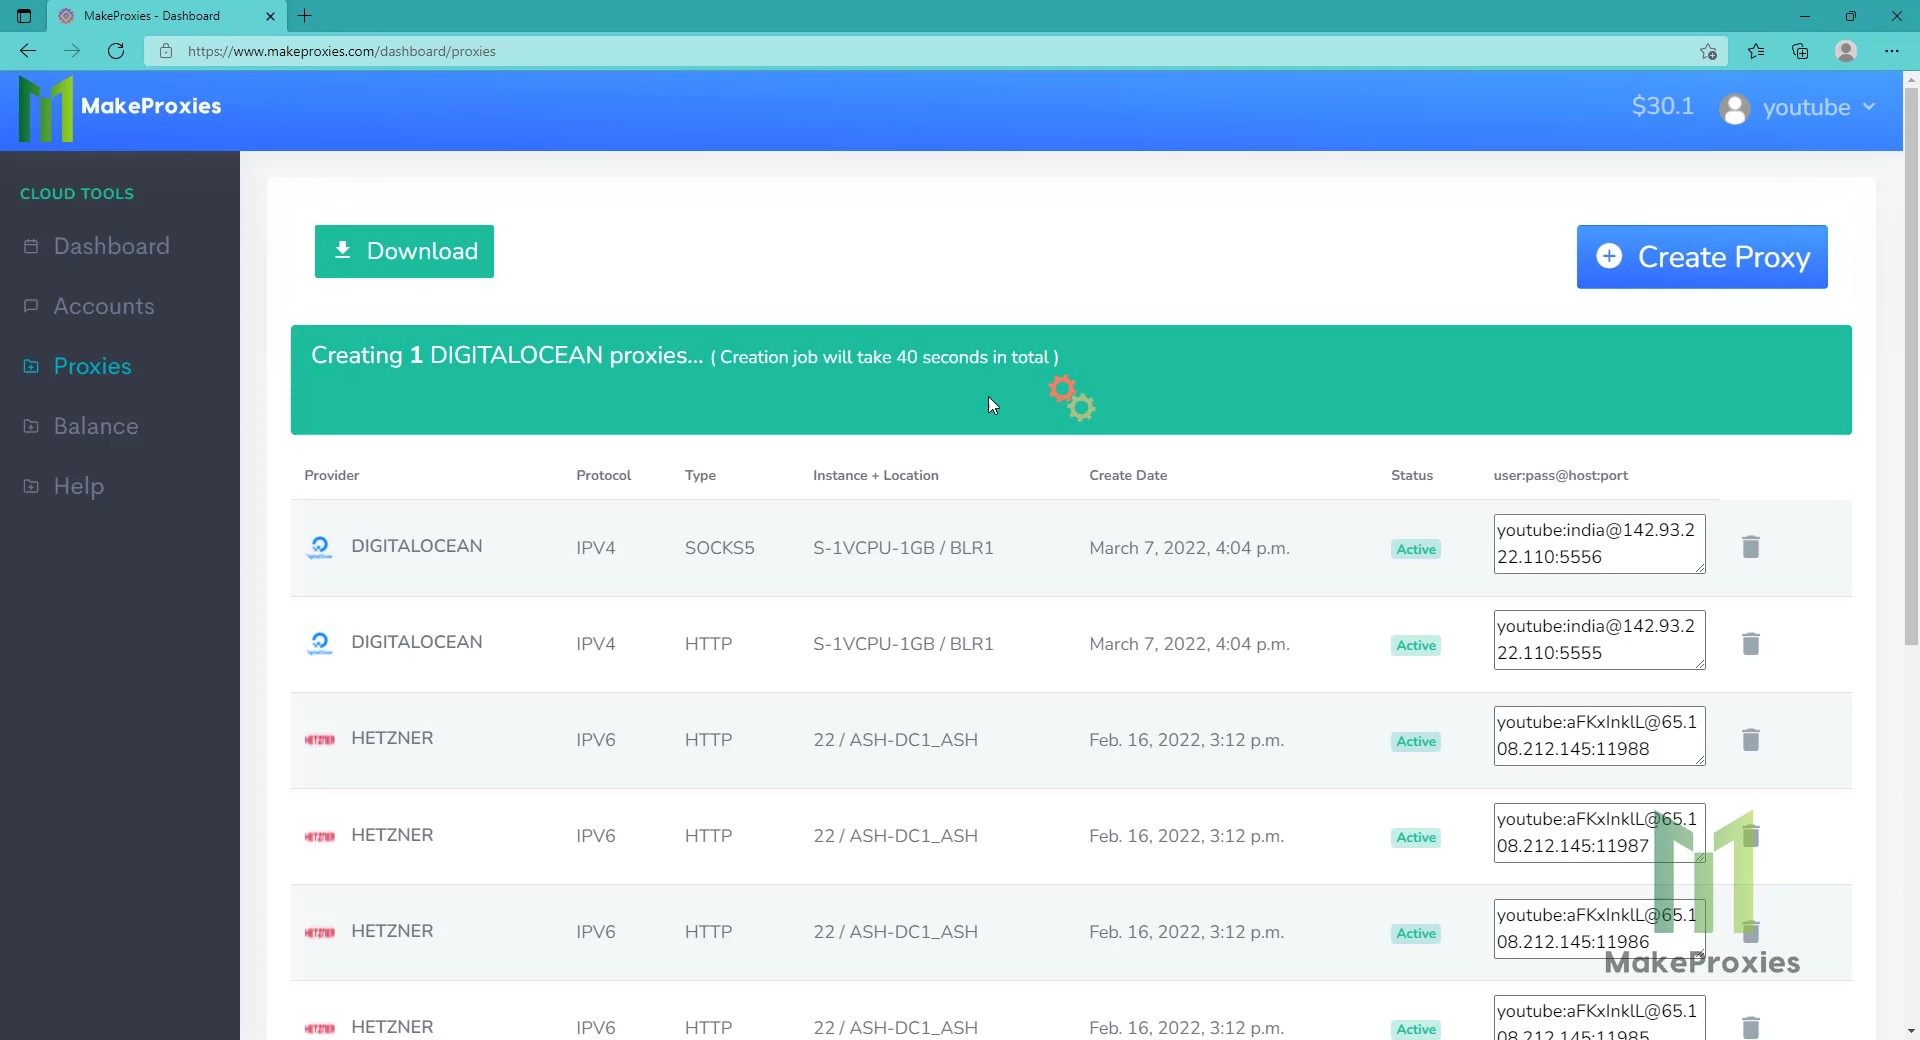 MakeProxies - Dashboard
https://www.makeproxies.com/dashboard/proxies
MakeProxies
$30.1 youtube
CLOUD TOOLS
Dashboard
Accounts
Proxies
Balance
Help
Download
Create Proxy
Creating 1 DIGITALOCEAN proxies... ( Creation job will take 40 seconds in total )
Provider Protocol Type Instance + Location Create Date Status user:pass@host:port
DIGITALOCEAN IPV4 SOCKS5 S-1VCPU-1GB / BLR1 March 7, 2022, 4:04 p.m. Active youtube:india@142.93.2
22.110:5556
DIGITALOCEAN IPV4 HTTP S-1VCPU-1GB / BLR1 March 7, 2022, 4:04 p.m. Active youtube:india@142.93.2
22.110:5555
HETZNER HETZNER IPV6 HTTP 22 / ASH-DC1_ASH Feb. 16, 2022, 3:12 p.m. Active youtube:aFKxInklL@65.1
08.212.145:11988
HETZNER HETZNER IPV6 HTTP 22 / ASH-DC1_ASH Feb. 16, 2022, 3:12 p.m. Active youtube:aFKxInklL@65.1
08.212.145:11987
HETZNER HETZNER IPV6 HTTP 22 / ASH-DC1_ASH Feb. 16, 2022, 3:12 p.m. Active youtube:aFKxInklL@65.1
08.212.145:11986
MakeProxies
HETZNER HETZNER IPV6 HTTP 22 / ASH-DC1_ASH Feb. 16, 2022, 3:12 p.m. Active youtube:aFKxInklL@65.1
08.212.145:11985